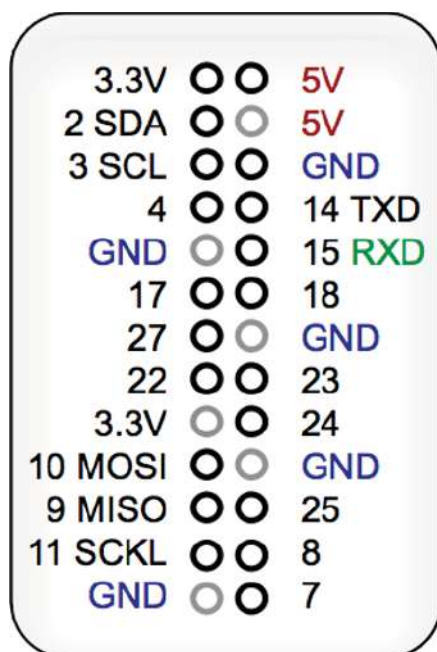 3.3V 5V
2 SDA 5V
3 SCL GND
4 14 TXD
GND 15 RXD
17 18
27 GND
22 23
3.3V 24
10 MOSI GND
9 MISO 25
11 SCKL 8
GND 7